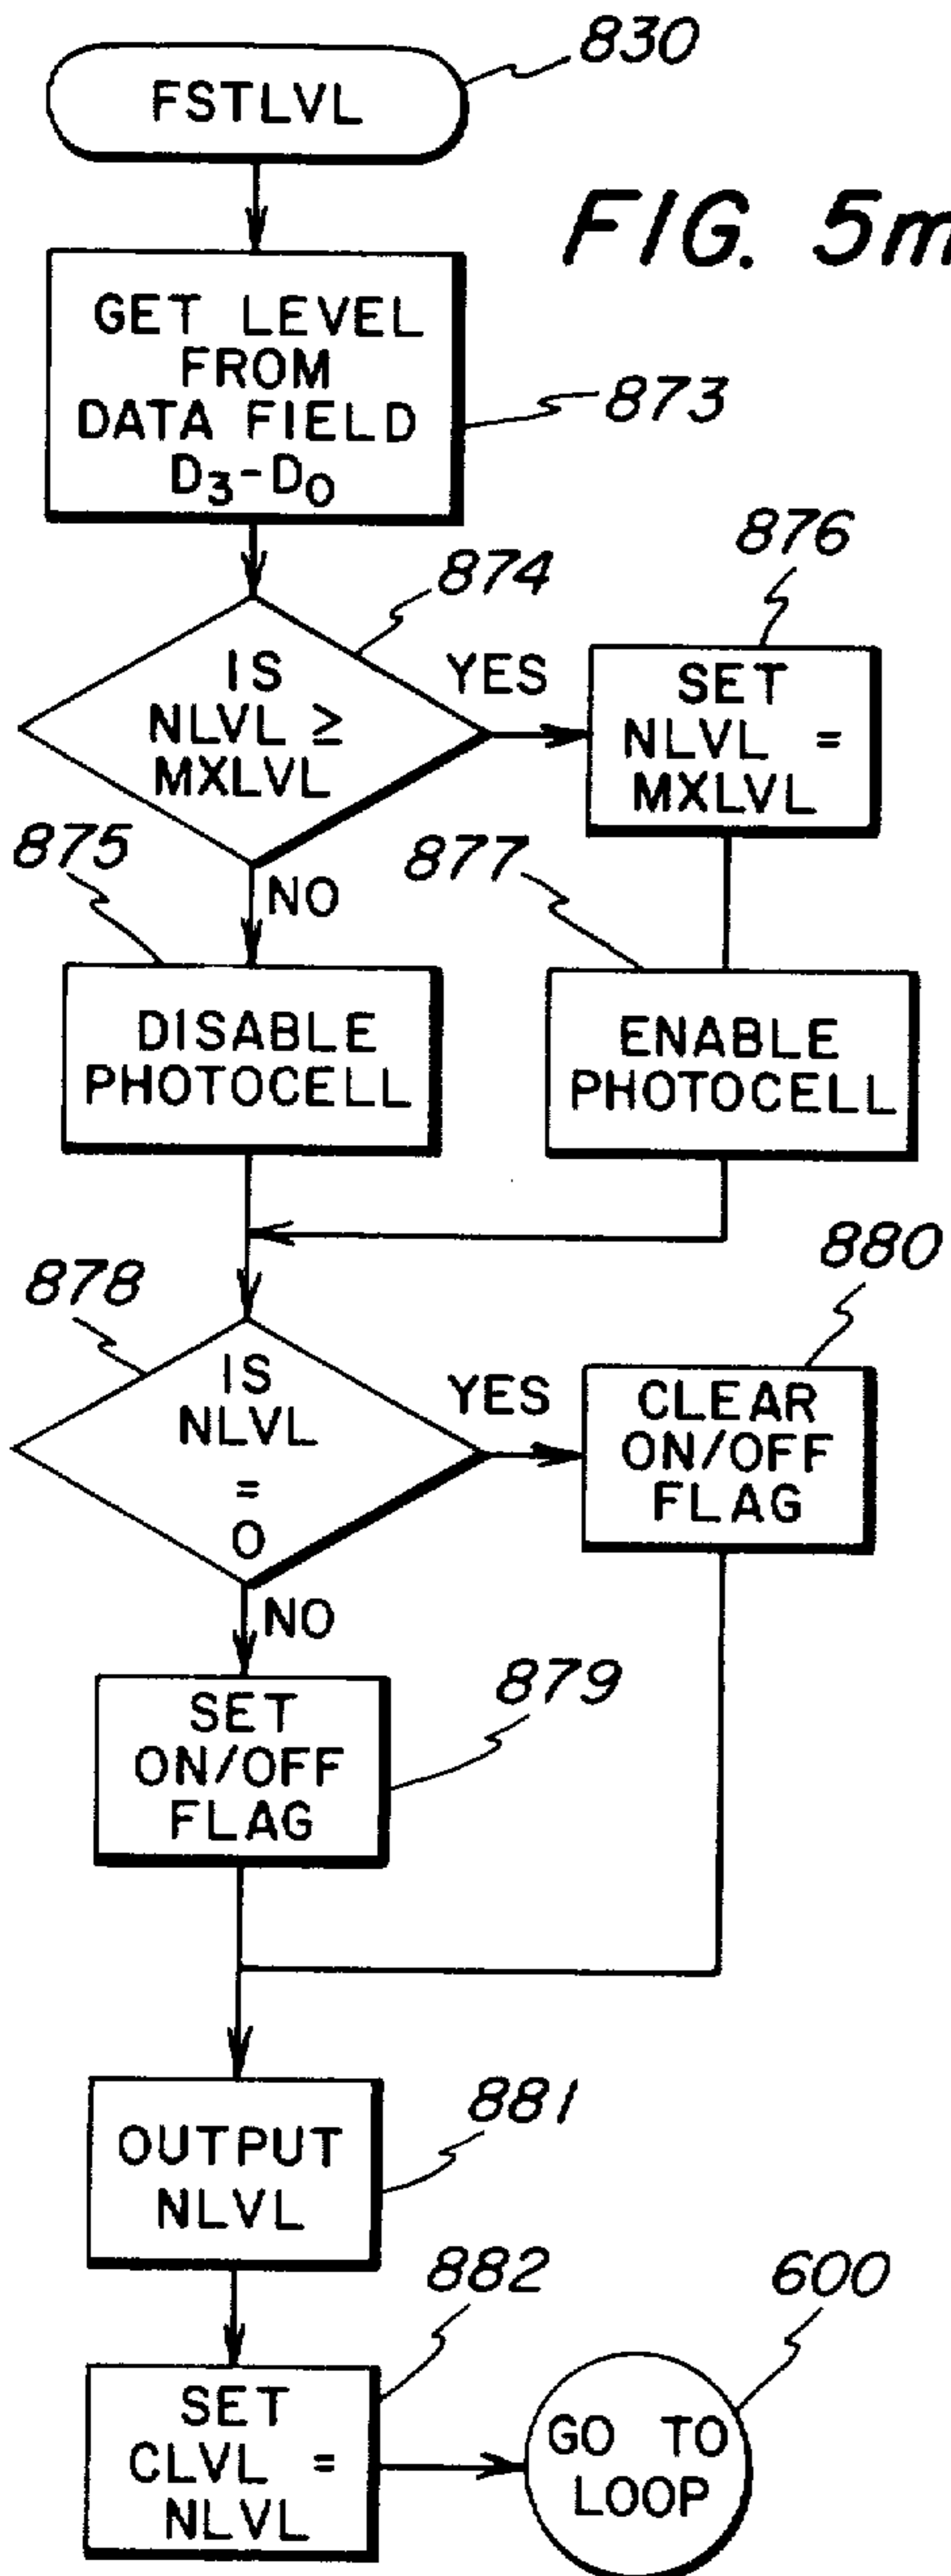 830
FSTLVL
FIG. 5m
GET LEVEL
FROM
DATA FIELD
D₃-D₀
873
874
876
IS
NLVL ≥
MXLVL
YES
SET
NLVL =
MXLVL
875
877
NO
DISABLE
PHOTOCELL
ENABLE
PHOTOCELL
878
880
IS
NLVL
=
0
YES
CLEAR
ON/OFF
FLAG
NO
879
SET
ON/OFF
FLAG
881
OUTPUT
NLVL
882
600
SET
CLVL =
NLVL
GO TO
LOOP